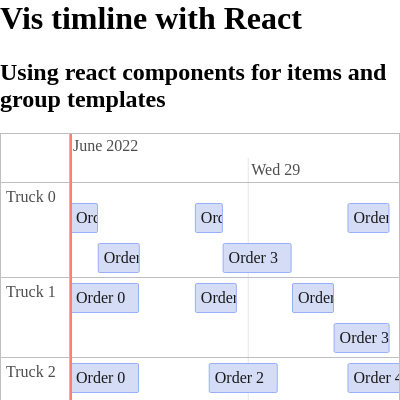 Vis timline with React
Using react components for items and
group templates
June 2022
Wed 29
Truck 0
Ord Ord Order
Order Order 3
Truck 1
Order 0 Order Order
Order 3
Truck 2
Order 0 Order 2 Order 4